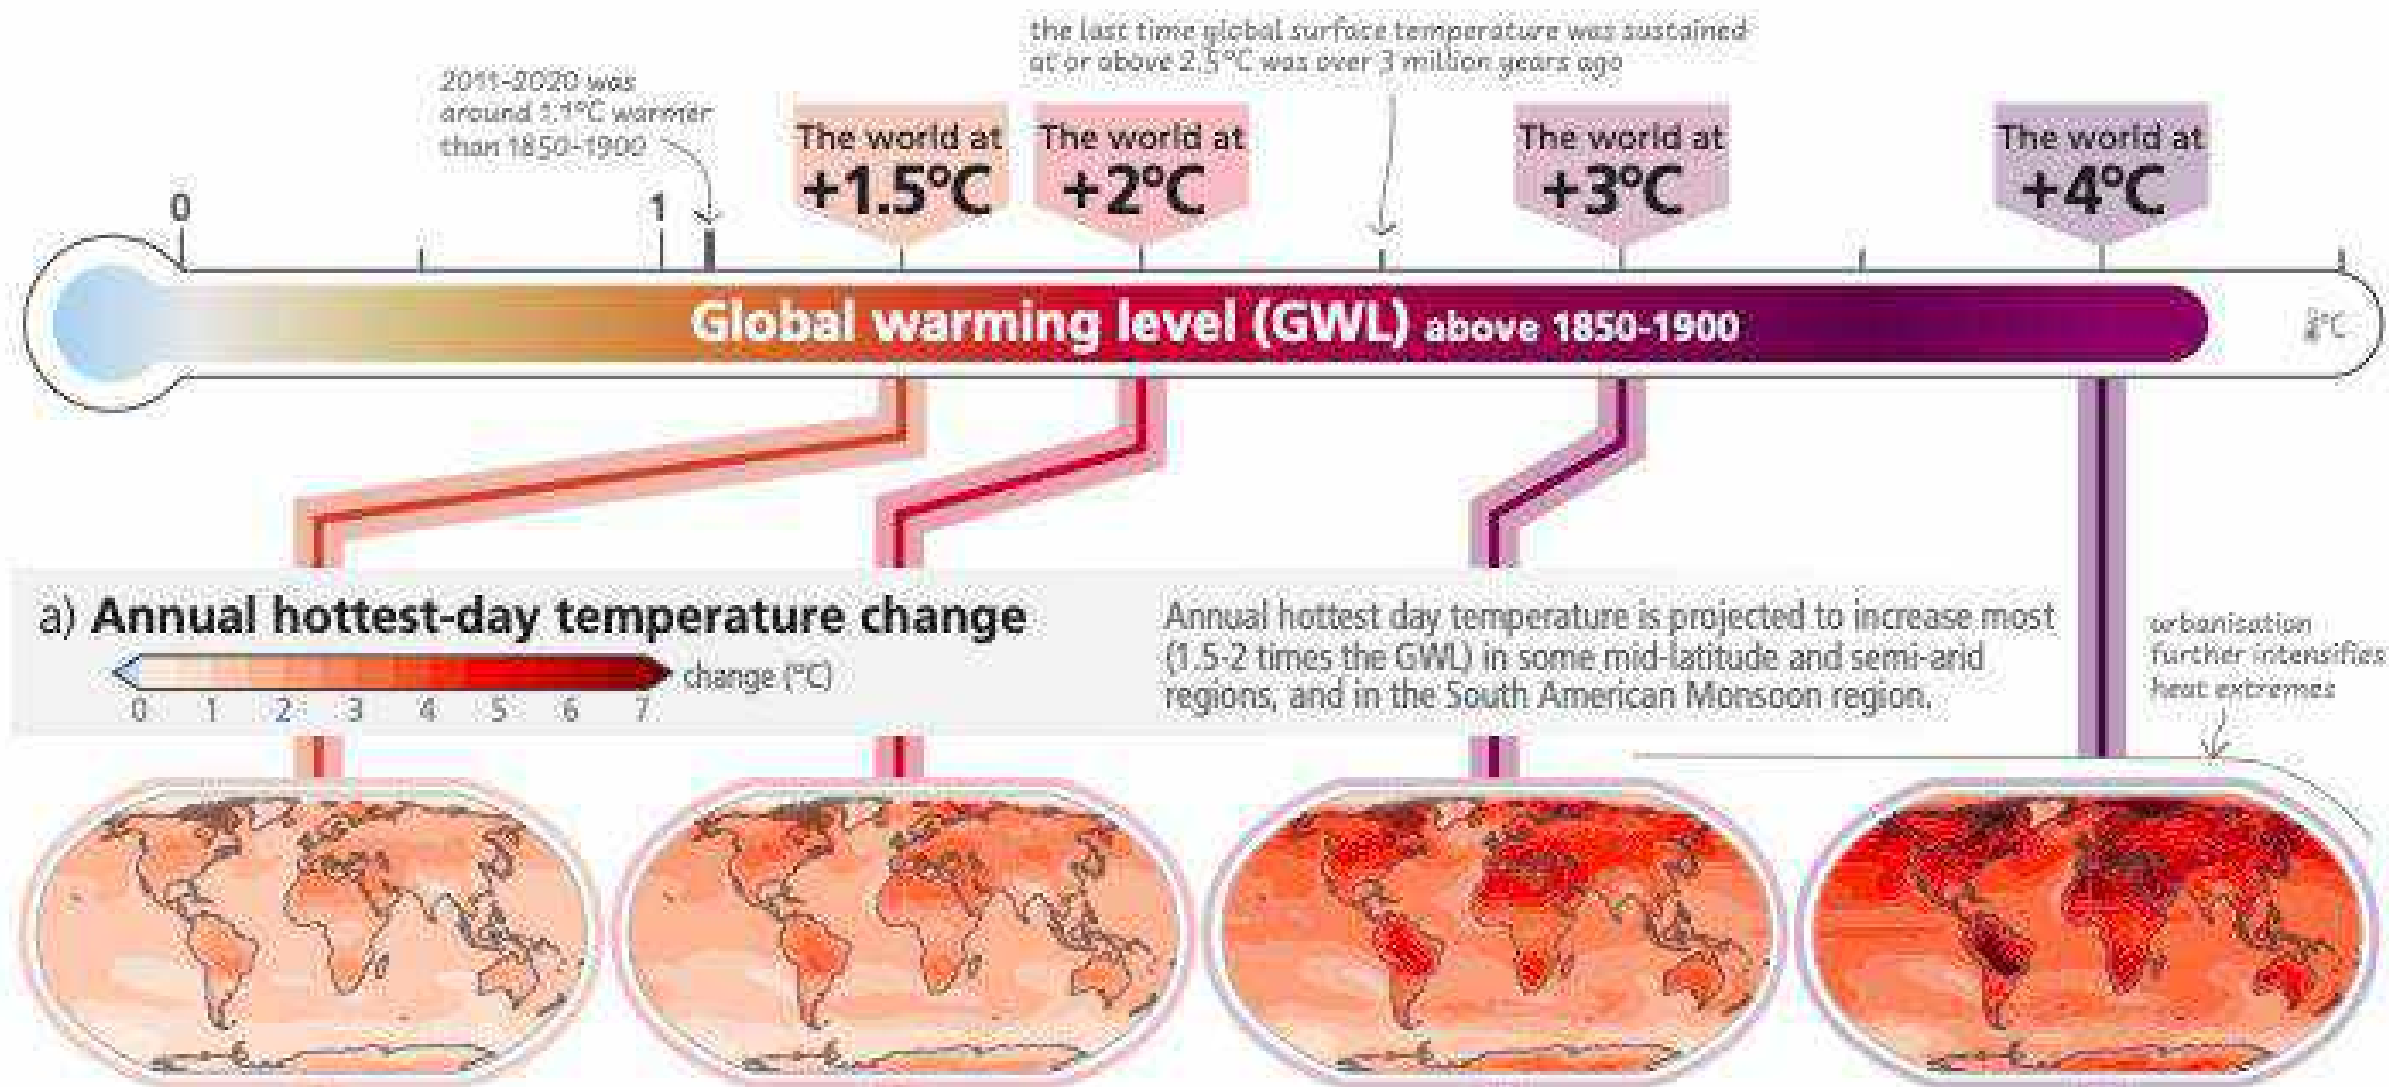 the last time global surface temperature was sustained
at or above 2.5°C was over 3 million years ago
2011-2020 was
around 1.1°C warmer
than 1850-1900
The world at
+1.5°C
The world at
+2°C
The world at
+3°C
The world at
+4°C
0
1
Global warming level (GWL) above 1850-1900
°C
a) Annual hottest-day temperature change
change (°C)
0 1 2 3 4 5 6 7
Annual hottest day temperature is projected to increase most
(1.5-2 times the GWL) in some mid-latitude and semi-arid
regions, and in the South American Monsoon region.
urbanisation
further intensifies
heat extremes